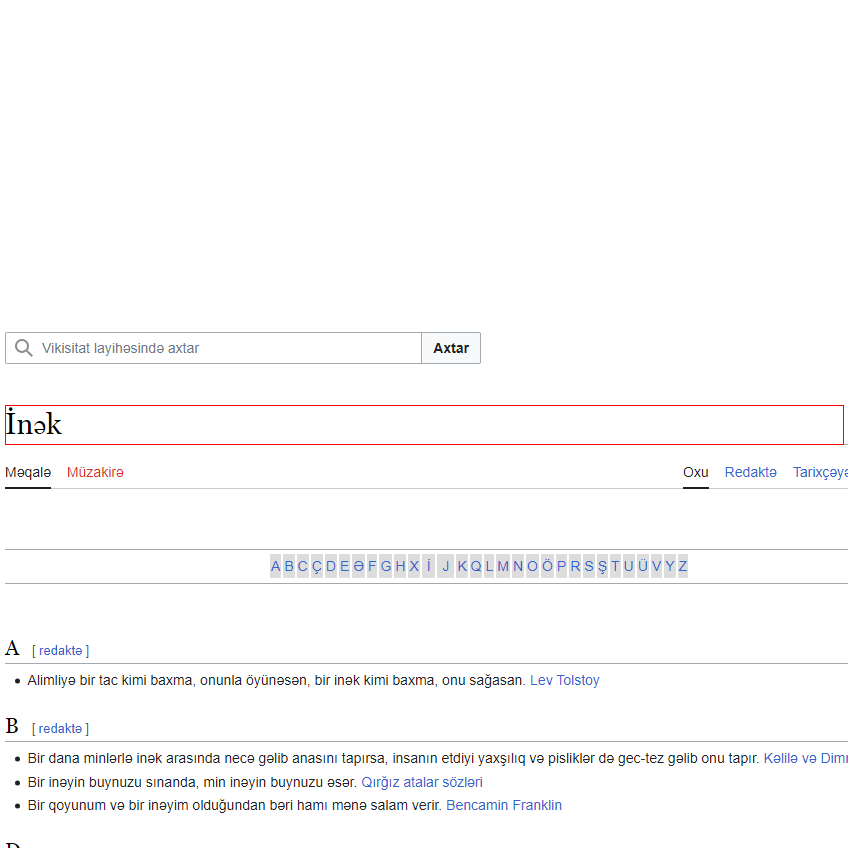 Vikisitat layihəsində axtar Axtar
İnək
Məqalə Müzakirə Oxu Redaktə
A B C Ç D E Ə F G H X İ J K Q L M N O Ö P R S Ş T U Ü V Y Z
A [ redaktə ]
Alimliyə bir tac kimi baxma, onunla öyünəsən, bir inək kimi baxma, onu sağasan. Lev Tolstoy
B [ redaktə ]
Bir dana minlərlə inək arasında necə gəlib anasını tapırsa, insanın etdiyi yaxşılıq və pisliklər də gec-tez gəlib onu tapır. Kəlilə və
Bir inəyin buynuzu sınanda, min inəyin buynuzu əsər. Qırğız atalar sözləri
Bir qoyunum və bir inəyim olduğundan bəri hamı mənə salam verir. Bencamin Franklin